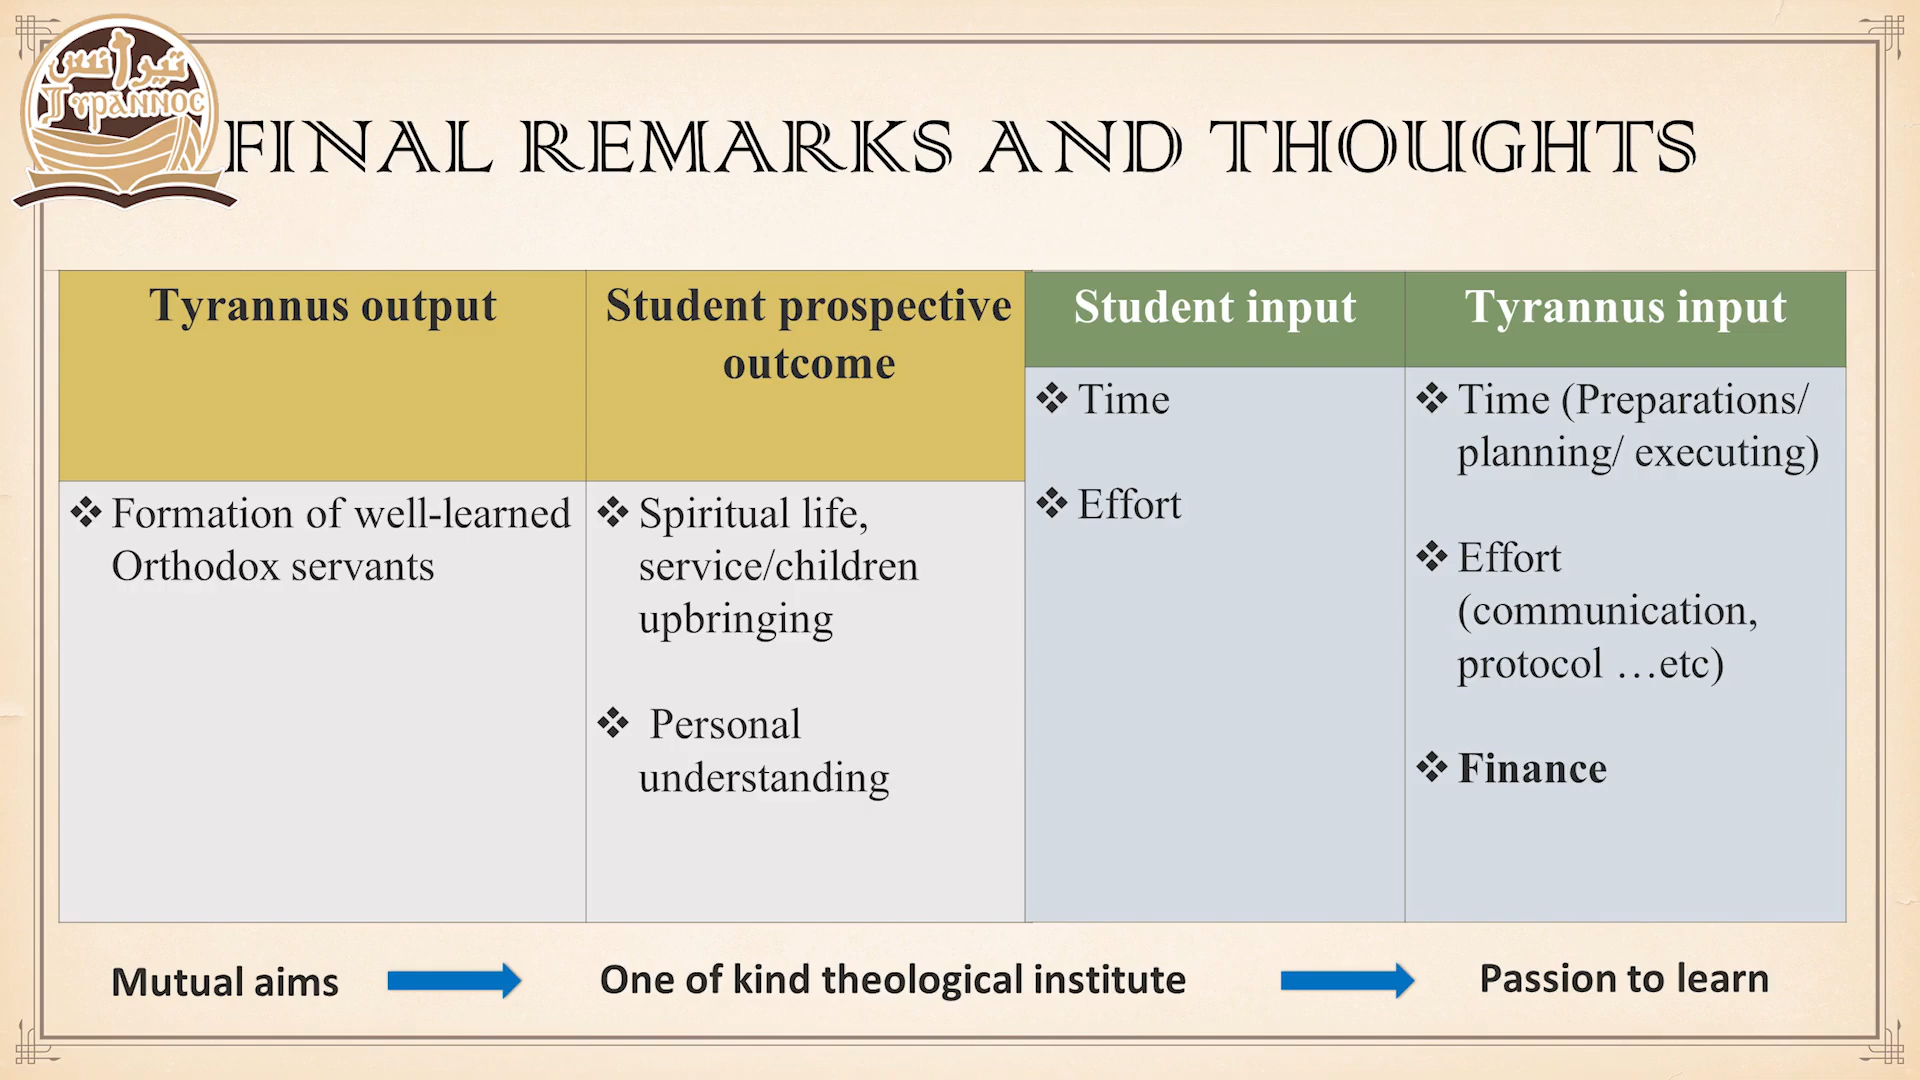 تيرانس
Tyραννος
FINAL REMARKS AND THOUGHTS
Tyrannus output
Student prospective
outcome
Student input
Tyrannus input
❖ Formation of well-learned
Orthodox servants
❖ Spiritual life,
service/children
upbringing
❖ Personal
understanding
❖ Time
❖ Effort
❖ Time (Preparations/
planning/ executing)
❖ Effort
(communication,
protocol …etc)
❖ Finance
Mutual aims
One of kind theological institute
Passion to learn